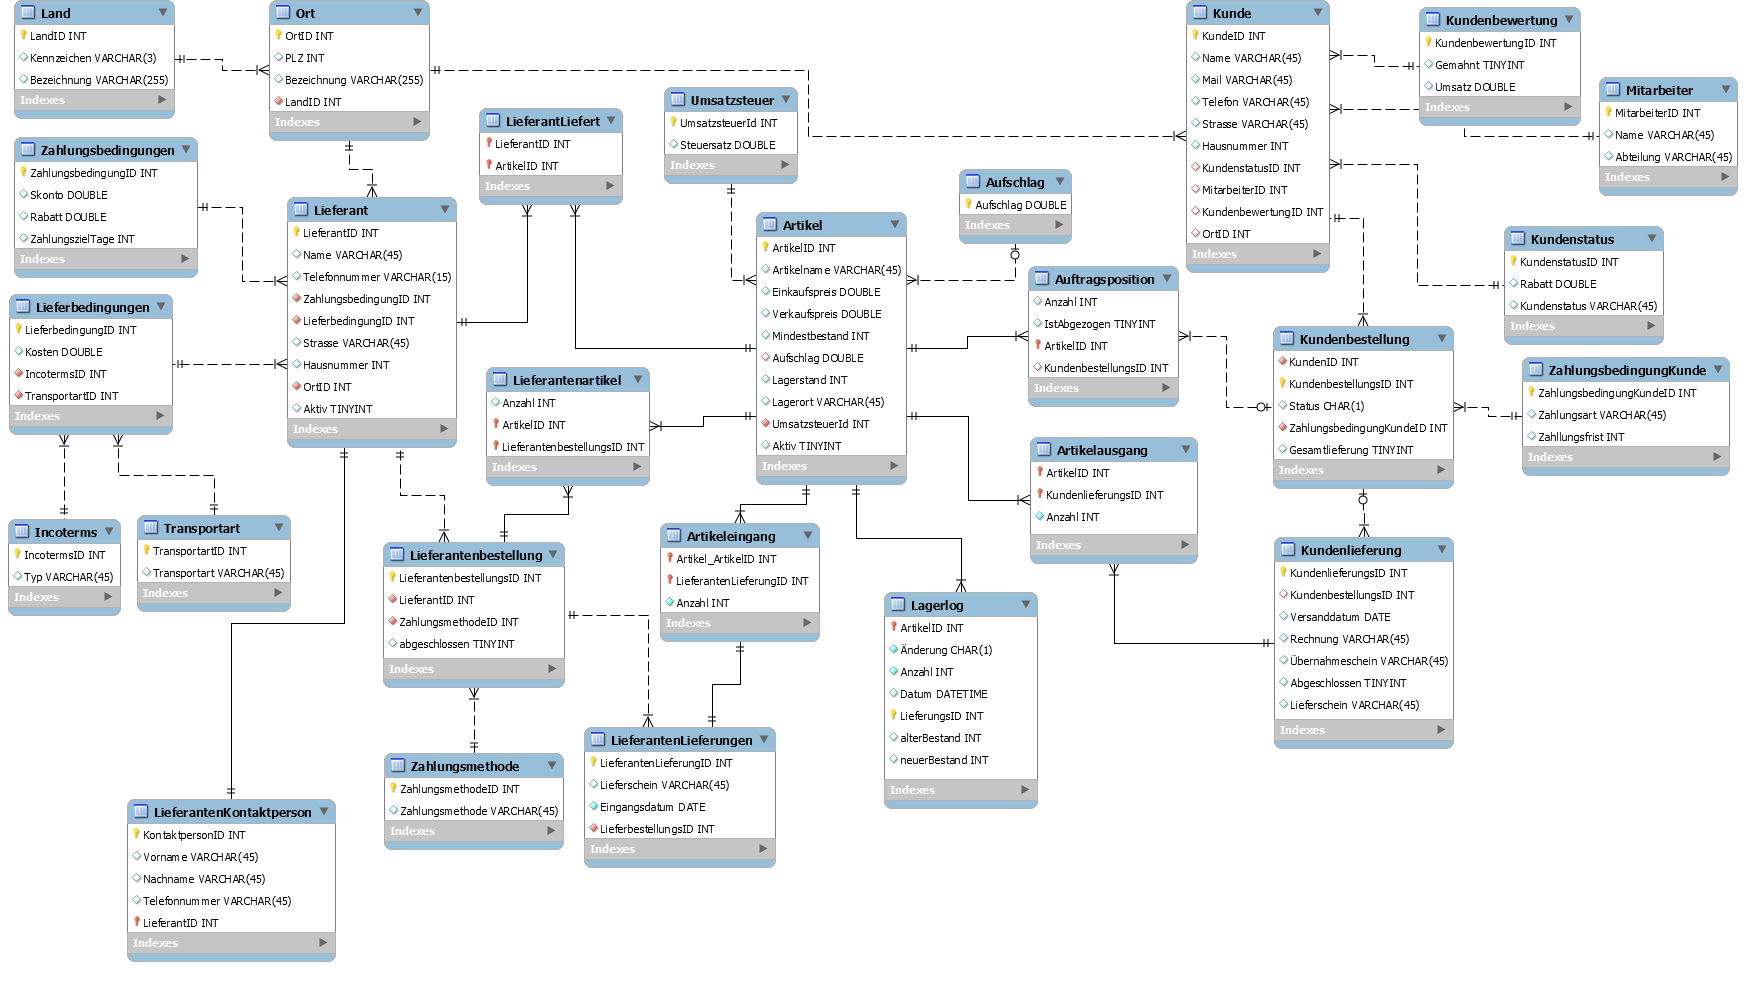 Land
LandID INT
Kennzeichen VARCHAR(3)
Bezeichnung VARCHAR(255)
Indexes
Ort
OrtID INT
PLZ INT
Bezeichnung VARCHAR(255)
LandID INT
Indexes
Zahlungsbedingungen
ZahlungsbedingungID INT
Skonto DOUBLE
Rabatt DOUBLE
ZahlungszielTage INT
Indexes
Lieferbedingungen
LieferbedingungID INT
Kosten DOUBLE
IncotermsID INT
TransportartID INT
Indexes
Incoterms
IncotermsID INT
Typ VARCHAR(45)
Indexes
Transportart
TransportartID INT
Transportart VARCHAR(45)
Indexes
Lieferant
LieferantID INT
Name VARCHAR(45)
Telefonnummer VARCHAR(15)
ZahlungsbedingungID INT
LieferbedingungID INT
Strasse VARCHAR(45)
Hausnummer INT
OrtID INT
Aktiv TINYINT
Indexes
LieferantLiefert
LieferantID INT
ArtikelID INT
Indexes
Lieferantenartikel
Anzahl INT
ArtikelID INT
LieferantenbestellungsID INT
Indexes
Lieferantenbestellung
LieferantenbestellungsID INT
LieferantID INT
ZahlungsmethodeID INT
abgeschlossen TINYINT
Indexes
Zahlungsmethode
ZahlungsmethodeID INT
Zahlungsmethode VARCHAR(45)
Indexes
LieferantenKontaktperson
KontaktpersonID INT
Vorname VARCHAR(45)
Nachname VARCHAR(45)
Telefonnummer VARCHAR(45)
LieferantID INT
Indexes
LieferantenLieferungen
LieferantenLieferungID INT
Lieferschein VARCHAR(45)
Eingangsdatum DATE
LieferbestellungsID INT
Indexes
Artikeleingang
Artikel_ArtikelID INT
LieferantenLieferungID INT
Anzahl INT
Indexes
Umsatzsteuer
UmsatzsteuerId INT
Steuersatz DOUBLE
Indexes
Artikel
ArtikelID INT
Artikelname VARCHAR(45)
Einkaufspreis DOUBLE
Verkaufspreis DOUBLE
Mindestbestand INT
Aufschlag DOUBLE
Lagerstand INT
Lagerort VARCHAR(45)
UmsatzsteuerId INT
Aktiv TINYINT
Indexes
Aufschlag
Aufschlag DOUBLE
Indexes
Auftragsposition
Anzahl INT
IstAbgezogen TINYINT
ArtikelID INT
KundenbestellungsID INT
Indexes
Artikelausgang
ArtikelID INT
KundenlieferungsID INT
Anzahl INT
Indexes
Lagerlog
ArtikelID INT
Änderung CHAR(1)
Anzahl INT
Datum DATETIME
LieferungsID INT
alterBestand INT
neuerBestand INT
Indexes
Kunde
KundeID INT
Name VARCHAR(45)
Mail VARCHAR(45)
Telefon VARCHAR(45)
Strasse VARCHAR(45)
Hausnummer INT
KundenstatusID INT
MitarbeiterID INT
KundenbewertungID INT
OrtID INT
Indexes
Kundenbewertung
KundenbewertungID INT
Gemahnt TINYINT
Umsatz DOUBLE
Indexes
Mitarbeiter
MitarbeiterID INT
Name VARCHAR(45)
Abteilung VARCHAR(45)
Indexes
Kundenstatus
KundenstatusID INT
Rabatt DOUBLE
Kundenstatus VARCHAR(45)
Indexes
Kundenbestellung
KundenID INT
KundenbestellungsID INT
Status CHAR(1)
ZahlungsbedingungKundeID INT
Gesamtlieferung TINYINT
Indexes
ZahlungsbedingungKunde
ZahlungsbedingungKundeID INT
Zahlungsart VARCHAR(45)
Zahllungsfrist INT
Indexes
Kundenlieferung
KundenlieferungsID INT
KundenbestellungsID INT
Versanddatum DATE
Rechnung VARCHAR(45)
Übernahmeschein VARCHAR(45)
Abgeschlossen TINYINT
Lieferschein VARCHAR(45)
Indexes